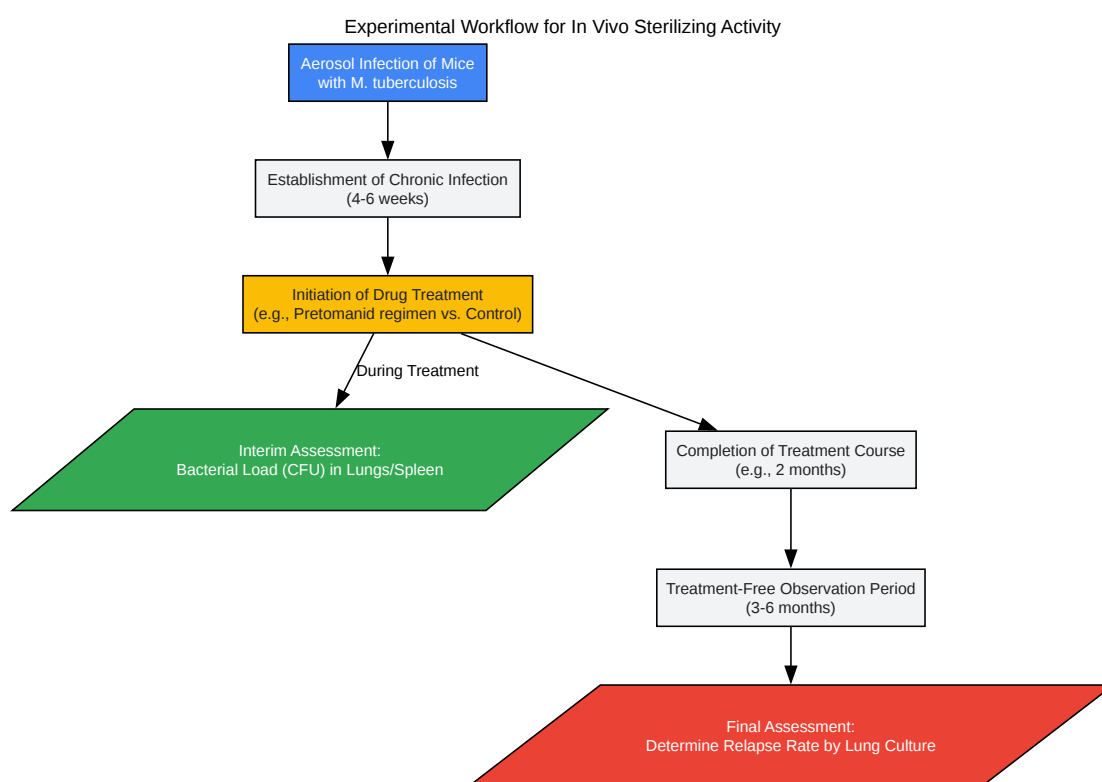 Experimental Workflow for In Vivo Sterilizing Activity
Aerosol Infection of Mice
with M. tuberculosis
Establishment of Chronic Infection
(4-6 weeks)
Initiation of Drug Treatment
(e.g., Pretomanid regimen vs. Control)
During Treatment
Interim Assessment:
Bacterial Load (CFU) in Lungs/Spleen
Completion of Treatment Course
(e.g., 2 months)
Treatment-Free Observation Period
(3-6 months)
Final Assessment:
Determine Relapse Rate by Lung Culture